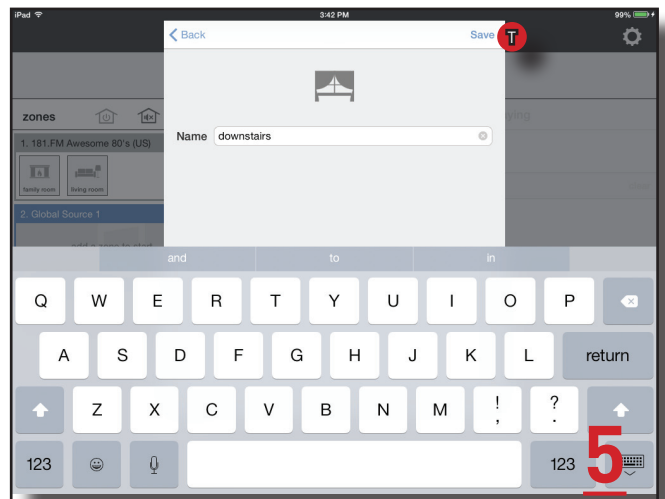 iPad 3:42 PM 99%
Back Save T
zones
Name downstairs
1. 181.FM Awesome 80's (US)
family room living room
2. Global Source 1
and to in
Q W E R T Y U I O P
A S D F G H J K L return
Z X C V B N M ! , ? .
123 123
5